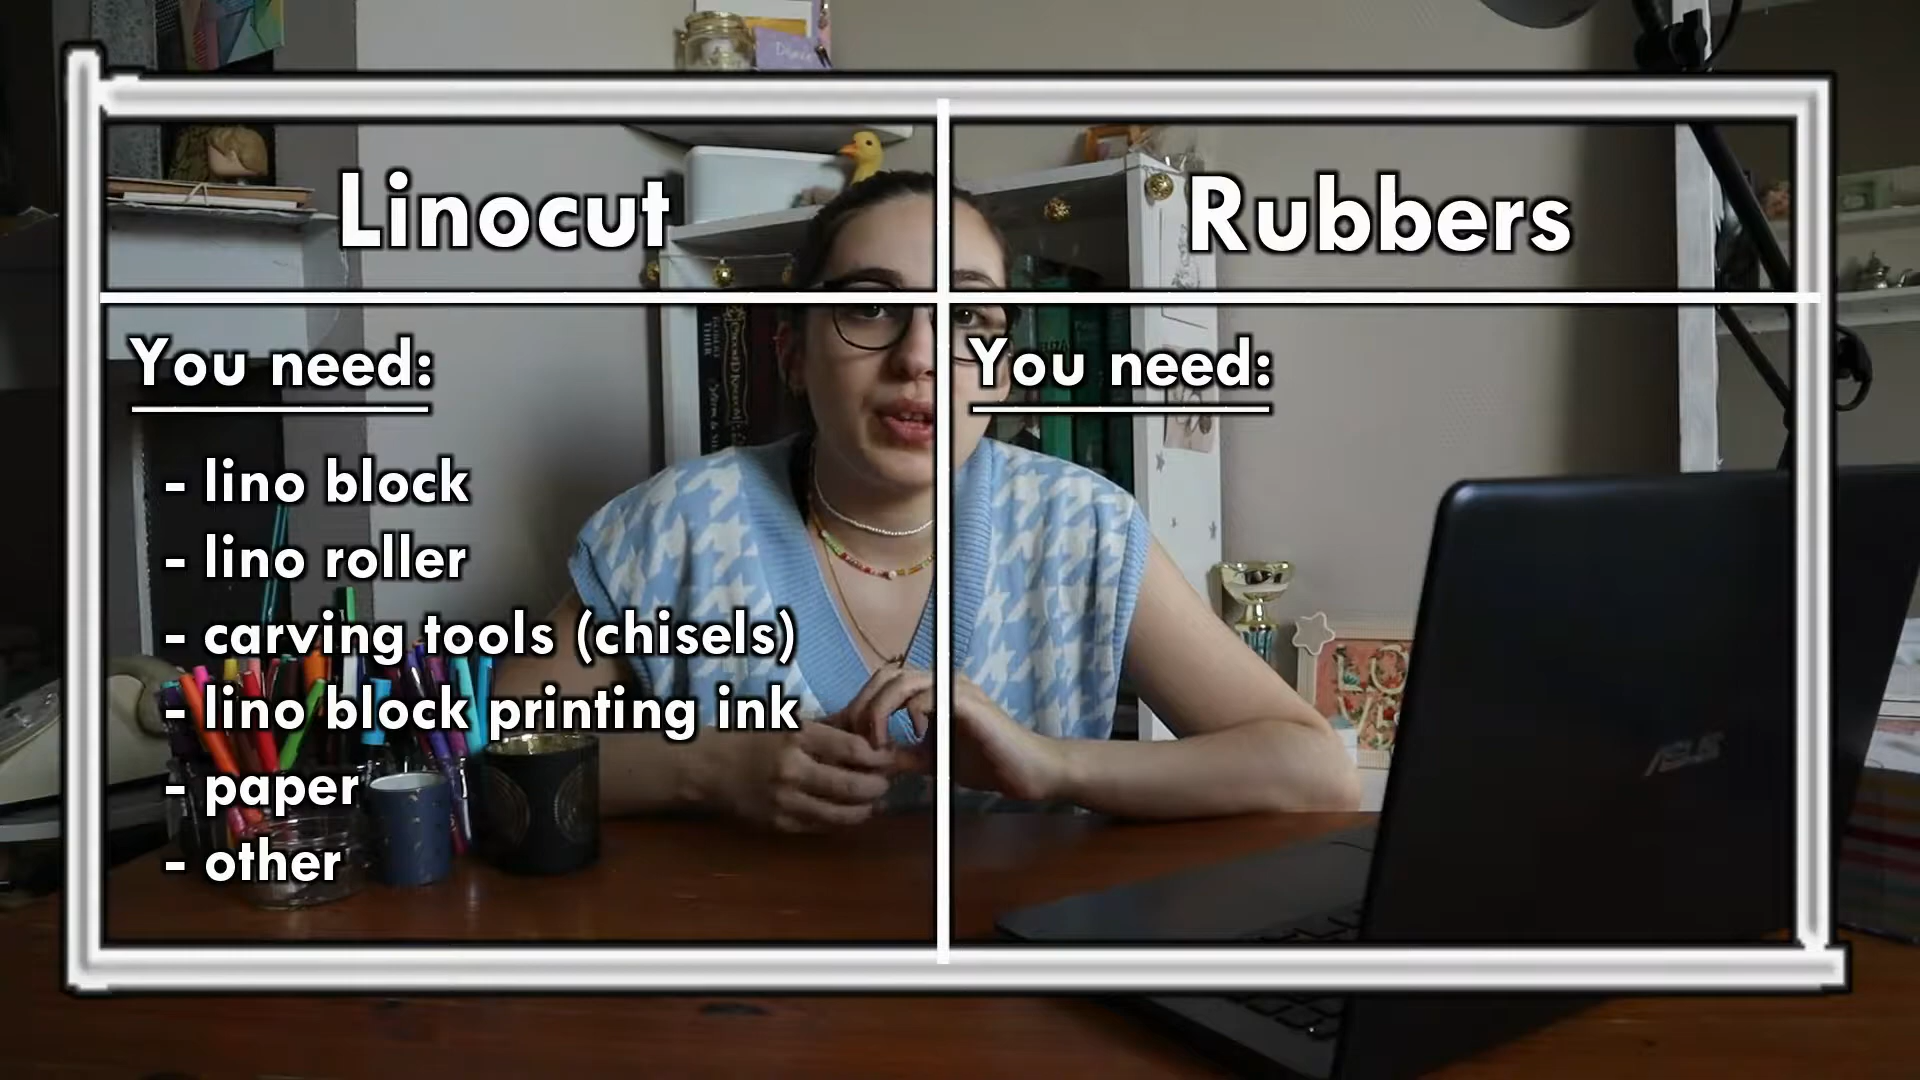 Linocut
You need:
- lino block
- lino roller
- carving tools (chisels)
- lino block printing ink
- paper
- other
Rubbers
You need:
ASUS